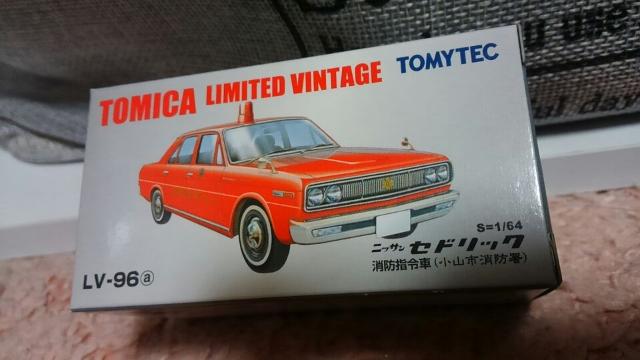 TOMICA LIMITED VINTAGE TOMYTEC
S=1/64
ニッサン セドリック
消防指令車(小山市消防署)
LV-96ⓐ